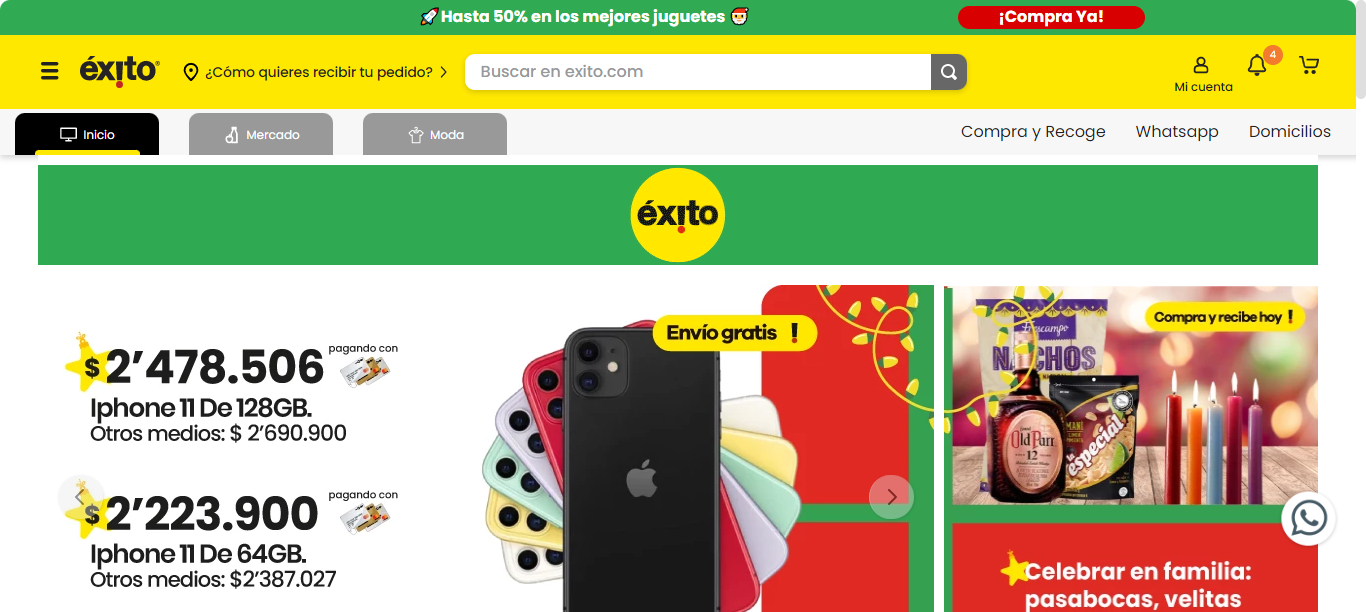 🚀Hasta 50% en los mejores juguetes 🎅
¡Compra Ya!
éxito
¿Cómo quieres recibir tu pedido?
Buscar en exito.com
4
Mi cuenta
Inicio
Mercado
Moda
Compra y Recoge
Whatsapp
Domicilios
éxito
$2’478.506
pagando con
Iphone 11 De 128GB.
Otros medios: $ 2’690.900
$2’223.900
pagando con
Iphone 11 De 64GB.
Otros medios: $2’387.027
Envío gratis !
Compra y recibe hoy !
NACHOS
Old Parr
12
MANÍ
la especial
Celebrar en familia:
pasabocas, velitas